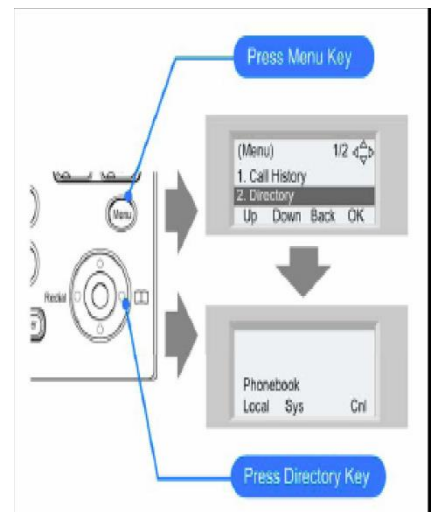 Press Menu Key
(Menu) 1/2
1. Call History
2. Directory
Up Down Back OK
Menu
Redial
Phonebook
Local Sys Cnl
Press Directory Key